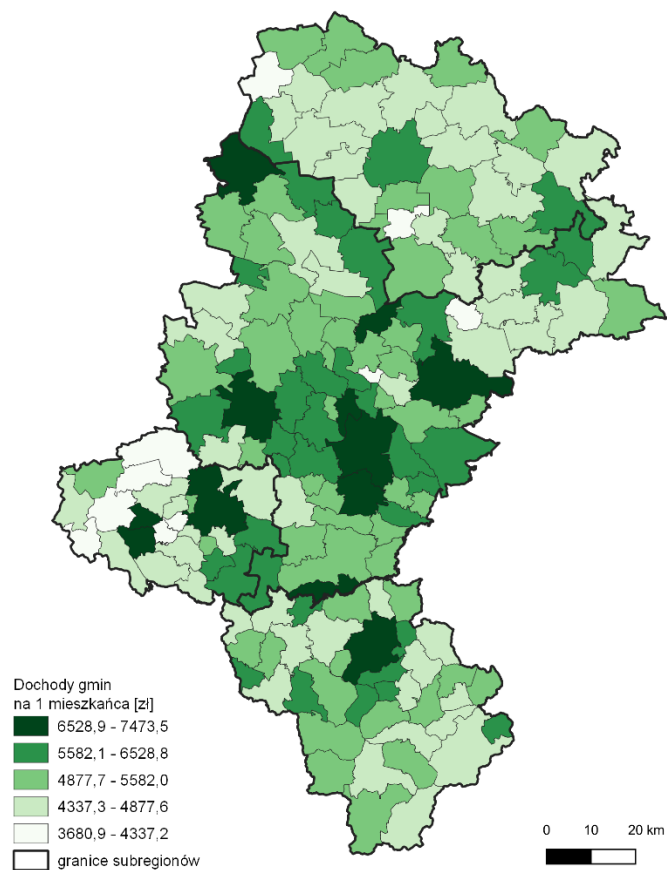 Dochody gmin
na 1 mieszkańca [zł]
6528,9 - 7473,5
5582,1 - 6528,8
4877,7 - 5582,0
4337,3 - 4877,6
3680,9 - 4337,2
granice subregionów
0 10 20 km